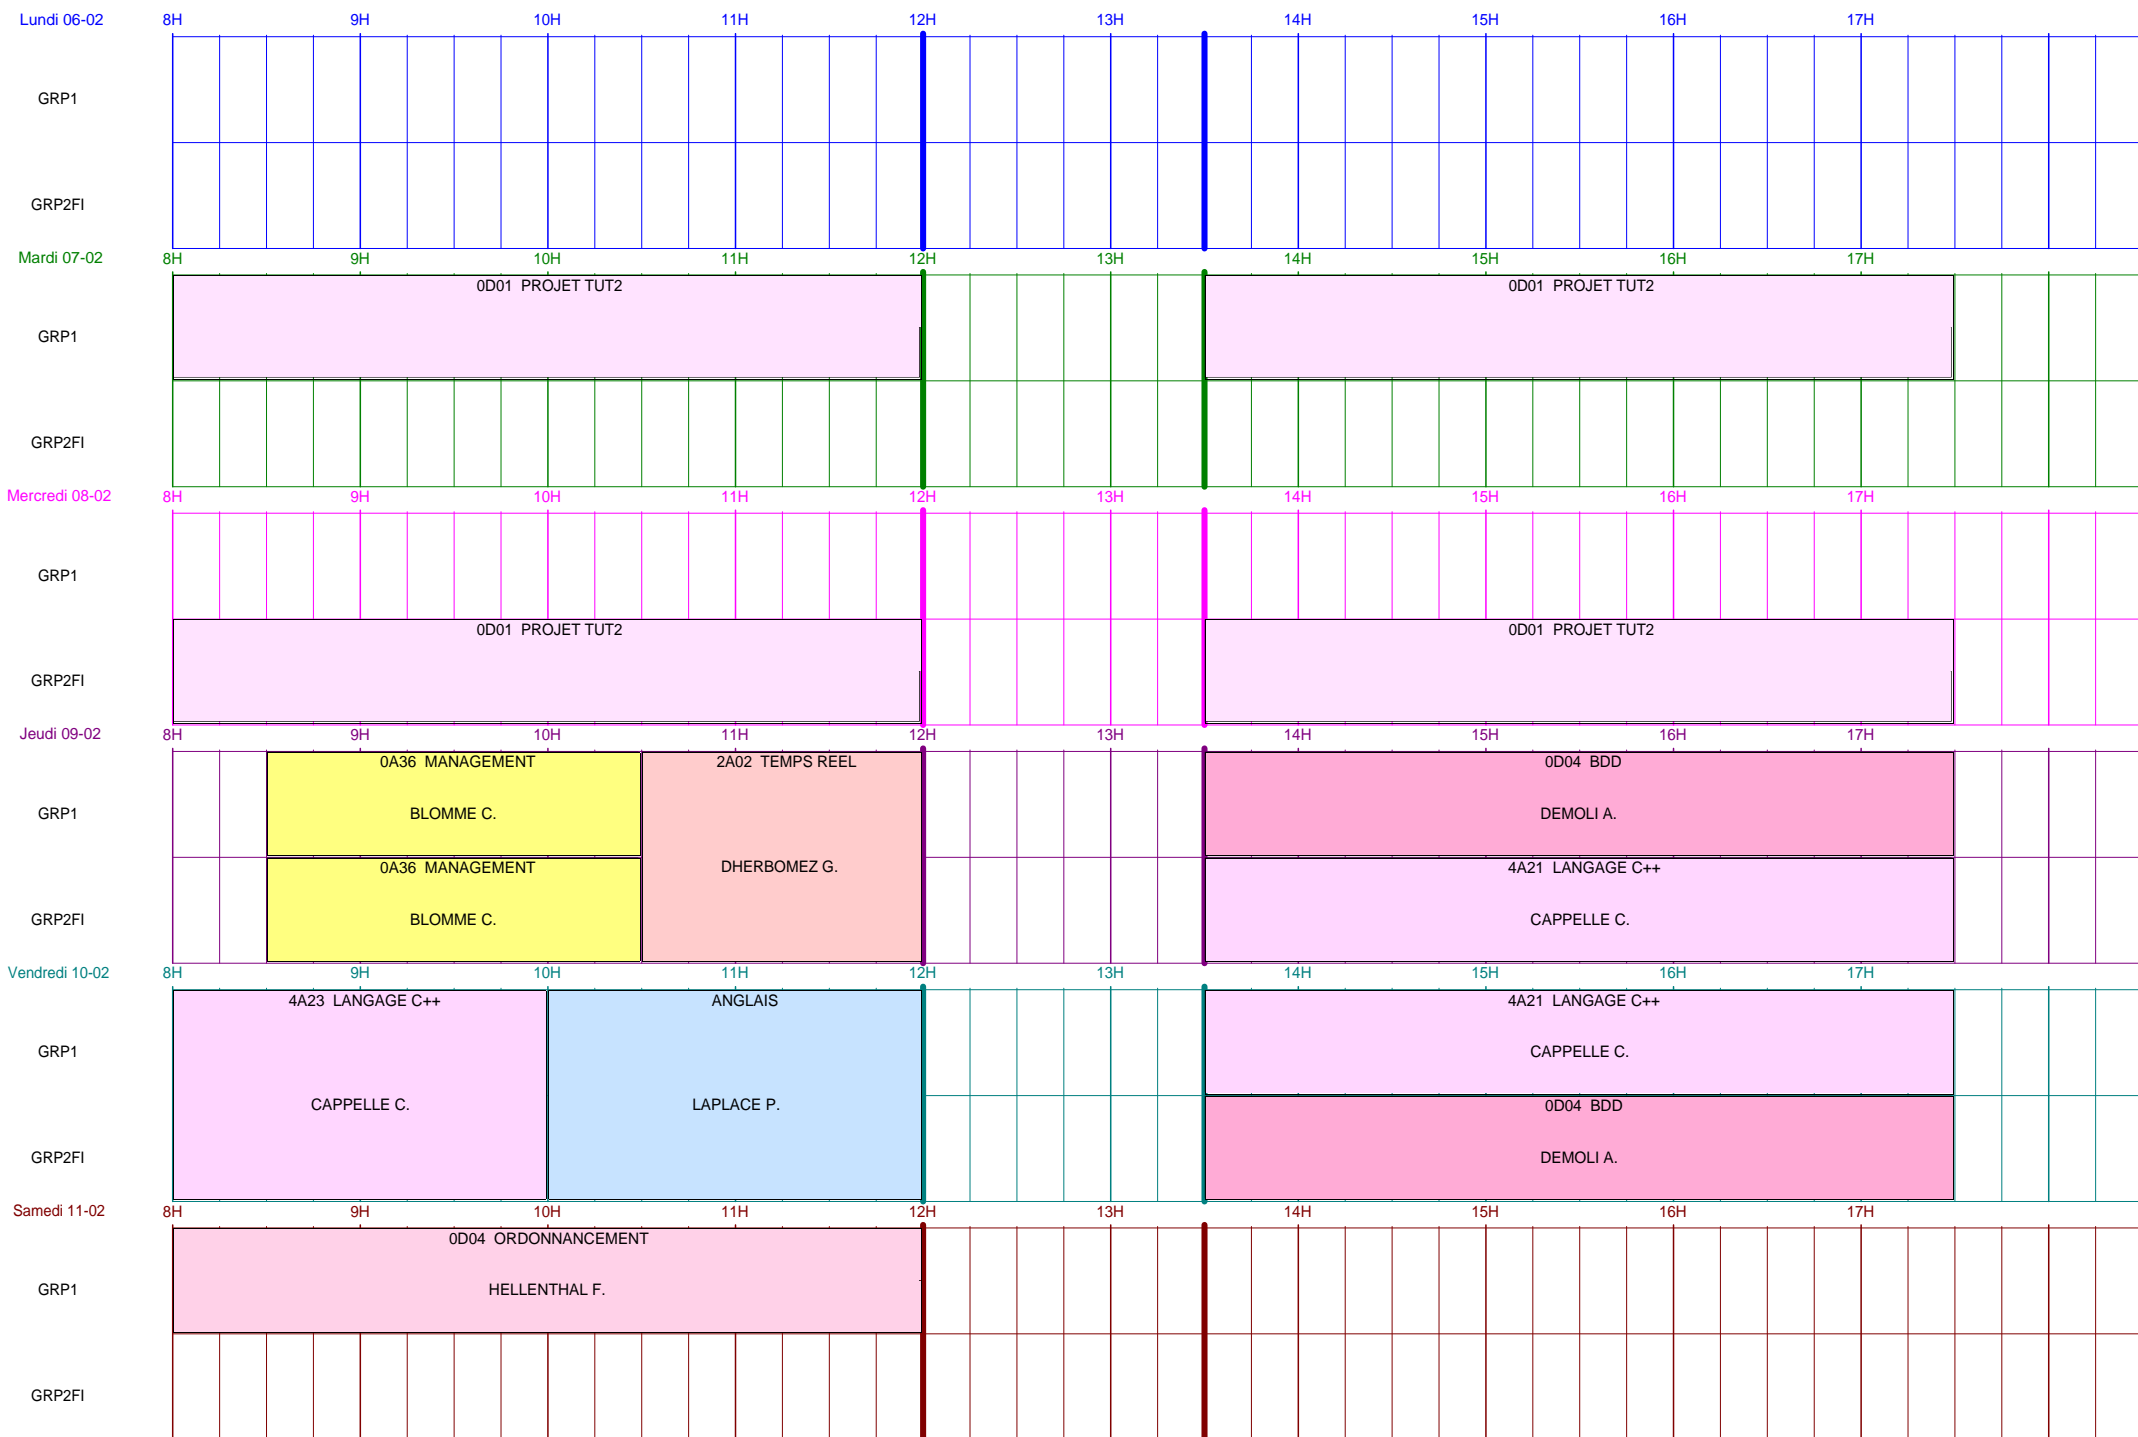 Lundi 06-02 8H 9H 10H 11H 12H 13H 14H 15H 16H 17H
GRP1
GRP2FI
Mardi 07-02 8H 9H 10H 11H 12H 13H 14H 15H 16H 17H
0D01 PROJET TUT2 0D01 PROJET TUT2
GRP1
GRP2FI
Mercredi 08-02 8H 9H 10H 11H 12H 13H 14H 15H 16H 17H
GRP1
0D01 PROJET TUT2 0D01 PROJET TUT2
GRP2FI
Jeudi 09-02 8H 9H 10H 11H 12H 13H 14H 15H 16H 17H
0A36 MANAGEMENT 2A02 TEMPS REEL 0D04 BDD
GRP1 BLOMME C. DEMOLI A.
DHERBOMEZ G.
0A36 MANAGEMENT 4A21 LANGAGE C++
GRP2FI BLOMME C. CAPPELLE C.
Vendredi 10-02 8H 9H 10H 11H 12H 13H 14H 15H 16H 17H
4A23 LANGAGE C++ ANGLAIS 4A21 LANGAGE C++
GRP1 CAPPELLE C.
CAPPELLE C. LAPLACE P. 0D04 BDD
GRP2FI DEMOLI A.
Samedi 11-02 8H 9H 10H 11H 12H 13H 14H 15H 16H 17H
0D04 ORDONNANCEMENT
GRP1 HELLENTHAL F.
GRP2FI